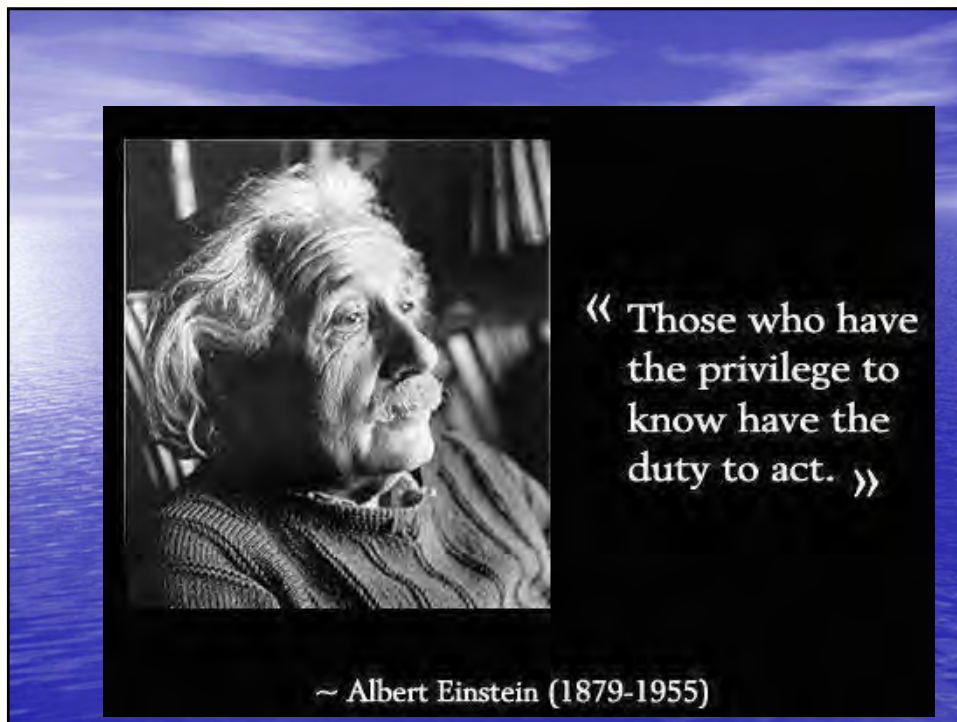 « Those who have
the privilege to
know have the
duty to act. »
~ Albert Einstein (1879-1955)